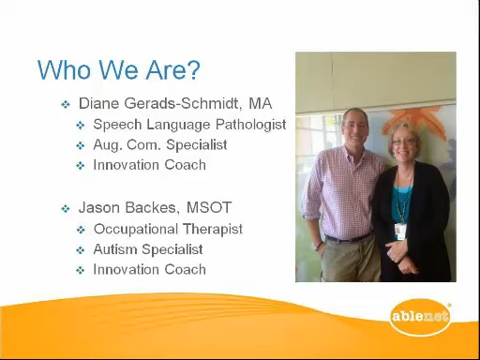 Who We Are?
Diane Gerads-Schmidt, MA
Speech Language Pathologist
Aug. Com. Specialist
Innovation Coach
Jason Backes, MSOT
Occupational Therapist
Autism Specialist
Innovation Coach
ablenet